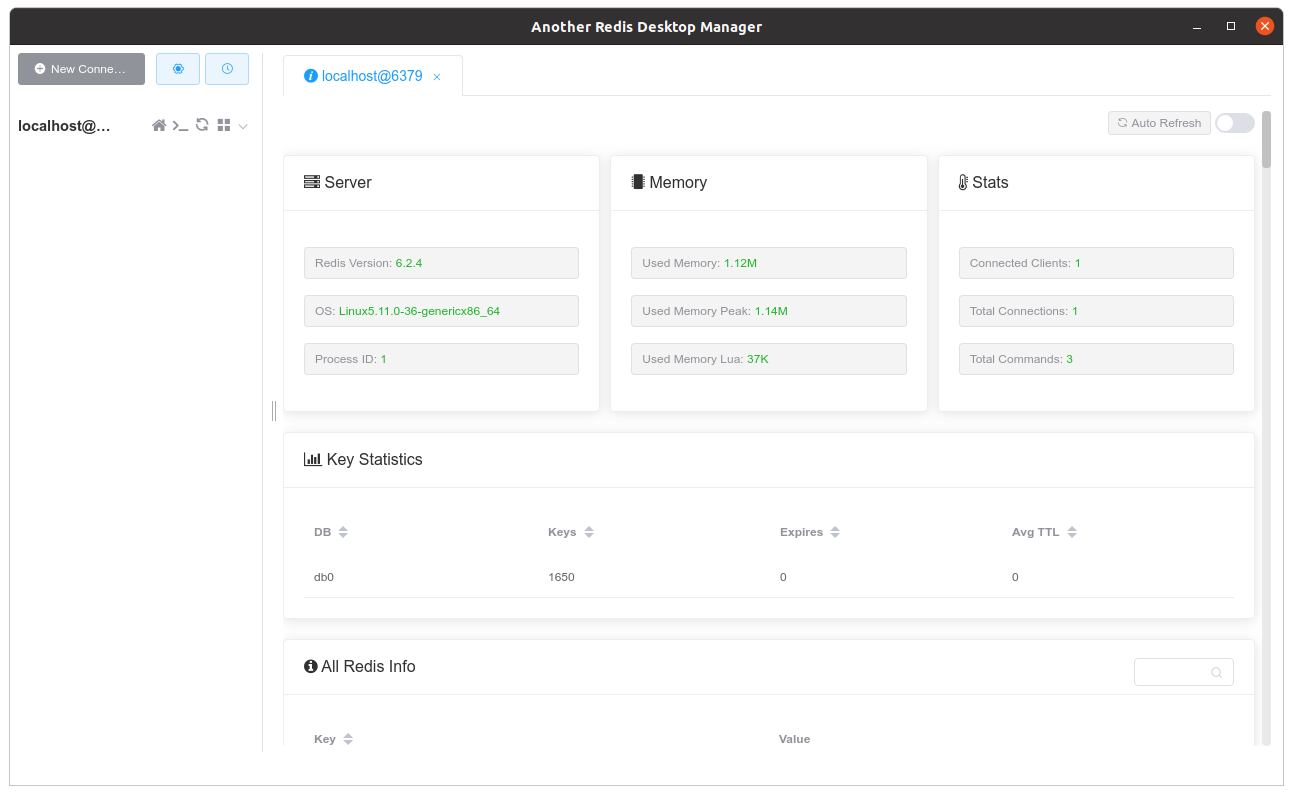 Another Redis Desktop Manager
New Conne...
localhost@6379
localhost@...
Auto Refresh
Server
Memory
Stats
Redis Version: 6.2.4
Used Memory: 1.12M
Connected Clients: 1
OS: Linux5.11.0-36-genericx86_64
Used Memory Peak: 1.14M
Total Connections: 1
Process ID: 1
Used Memory Lua: 37K
Total Commands: 3
Key Statistics
DB Keys Expires Avg TTL
db0 1650 0 0
All Redis Info
Key Value